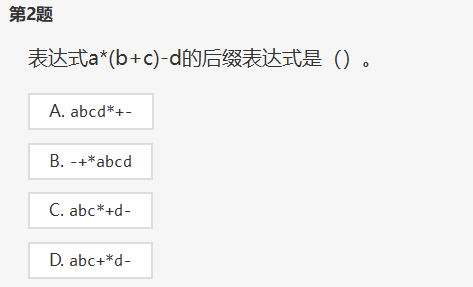 第2题
表达式a*(b+c)-d的后缀表达式是（）。
A. abcd*+-
B. -+*abcd
C. abc*+d-
D. abc+*d-